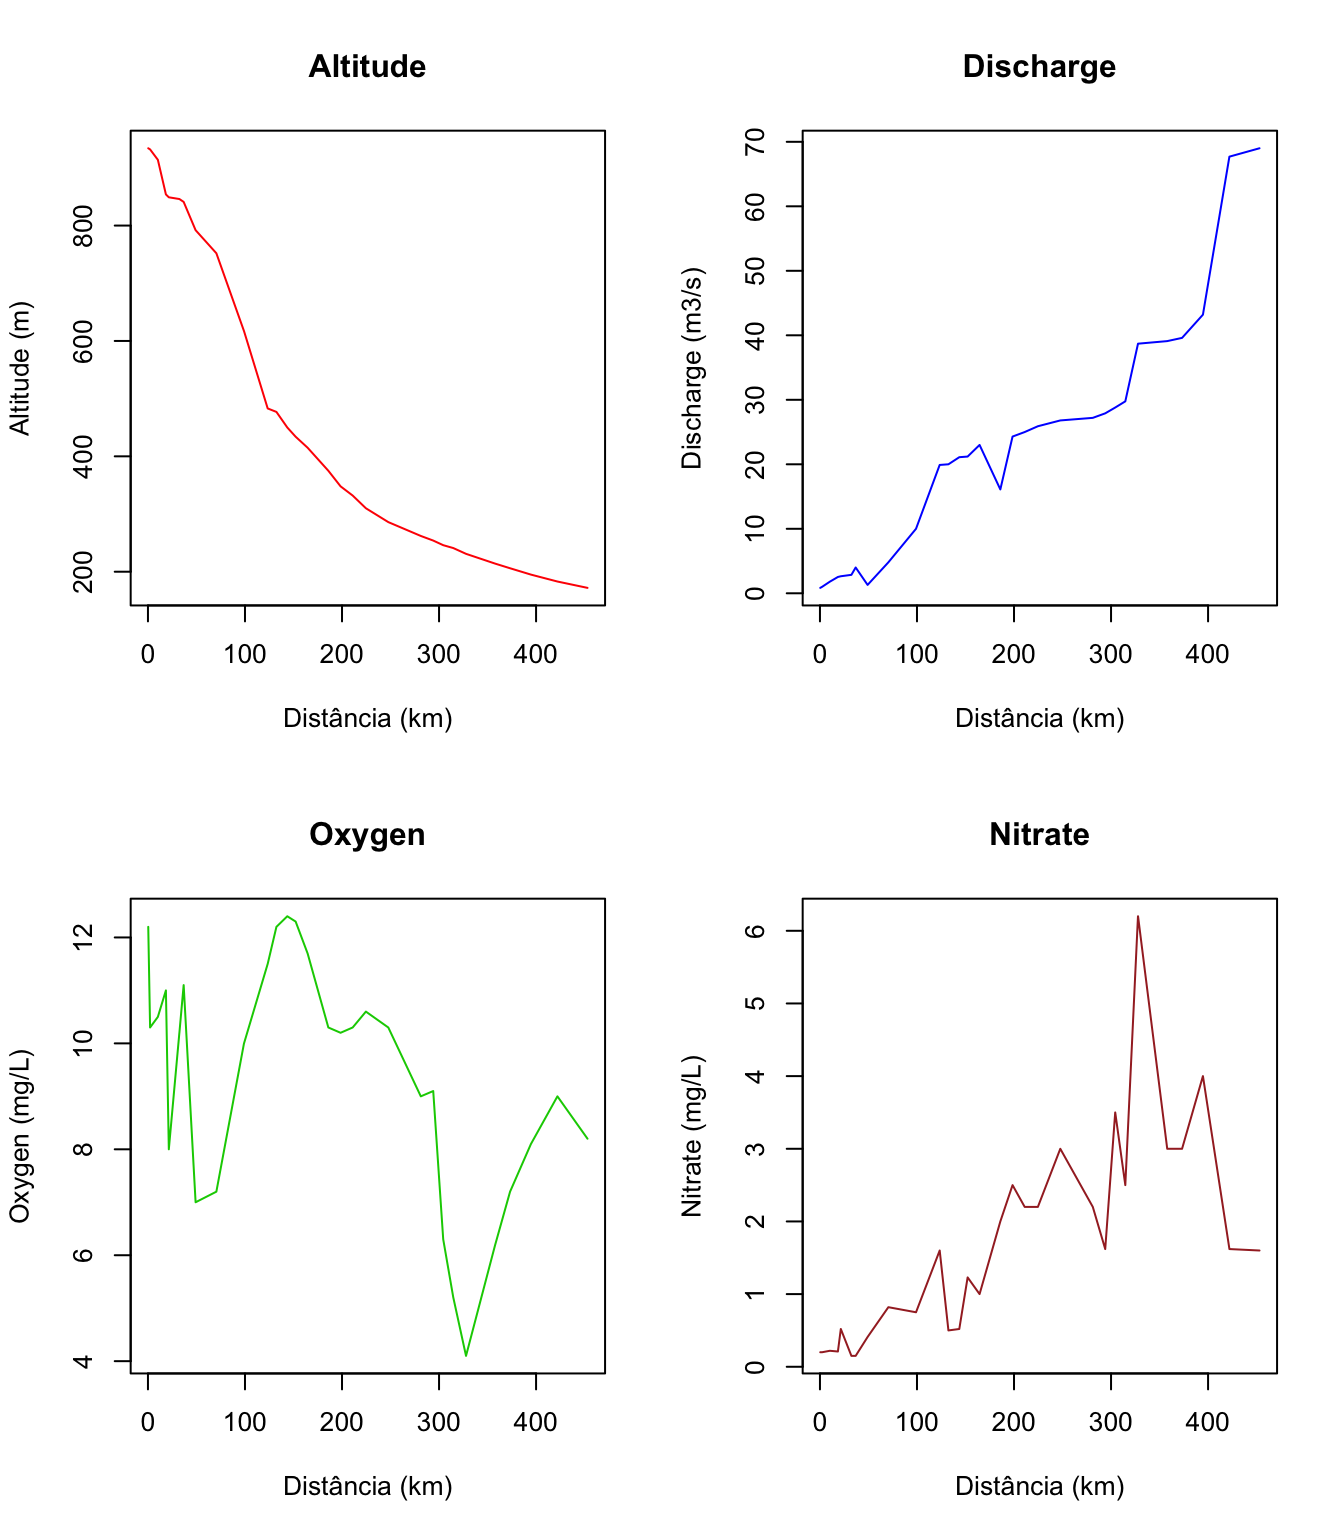 Altitude
Altitude (m)
800
600
400
200
0 100 200 300 400
Distância (km)
Discharge
Discharge (m3/s)
70
60
50
40
30
20
10
0
0 100 200 300 400
Distância (km)
Oxygen
Oxygen (mg/L)
12
10
8
6
4
0 100 200 300 400
Distância (km)
Nitrate
Nitrate (mg/L)
6
5
4
3
2
1
0
0 100 200 300 400
Distância (km)